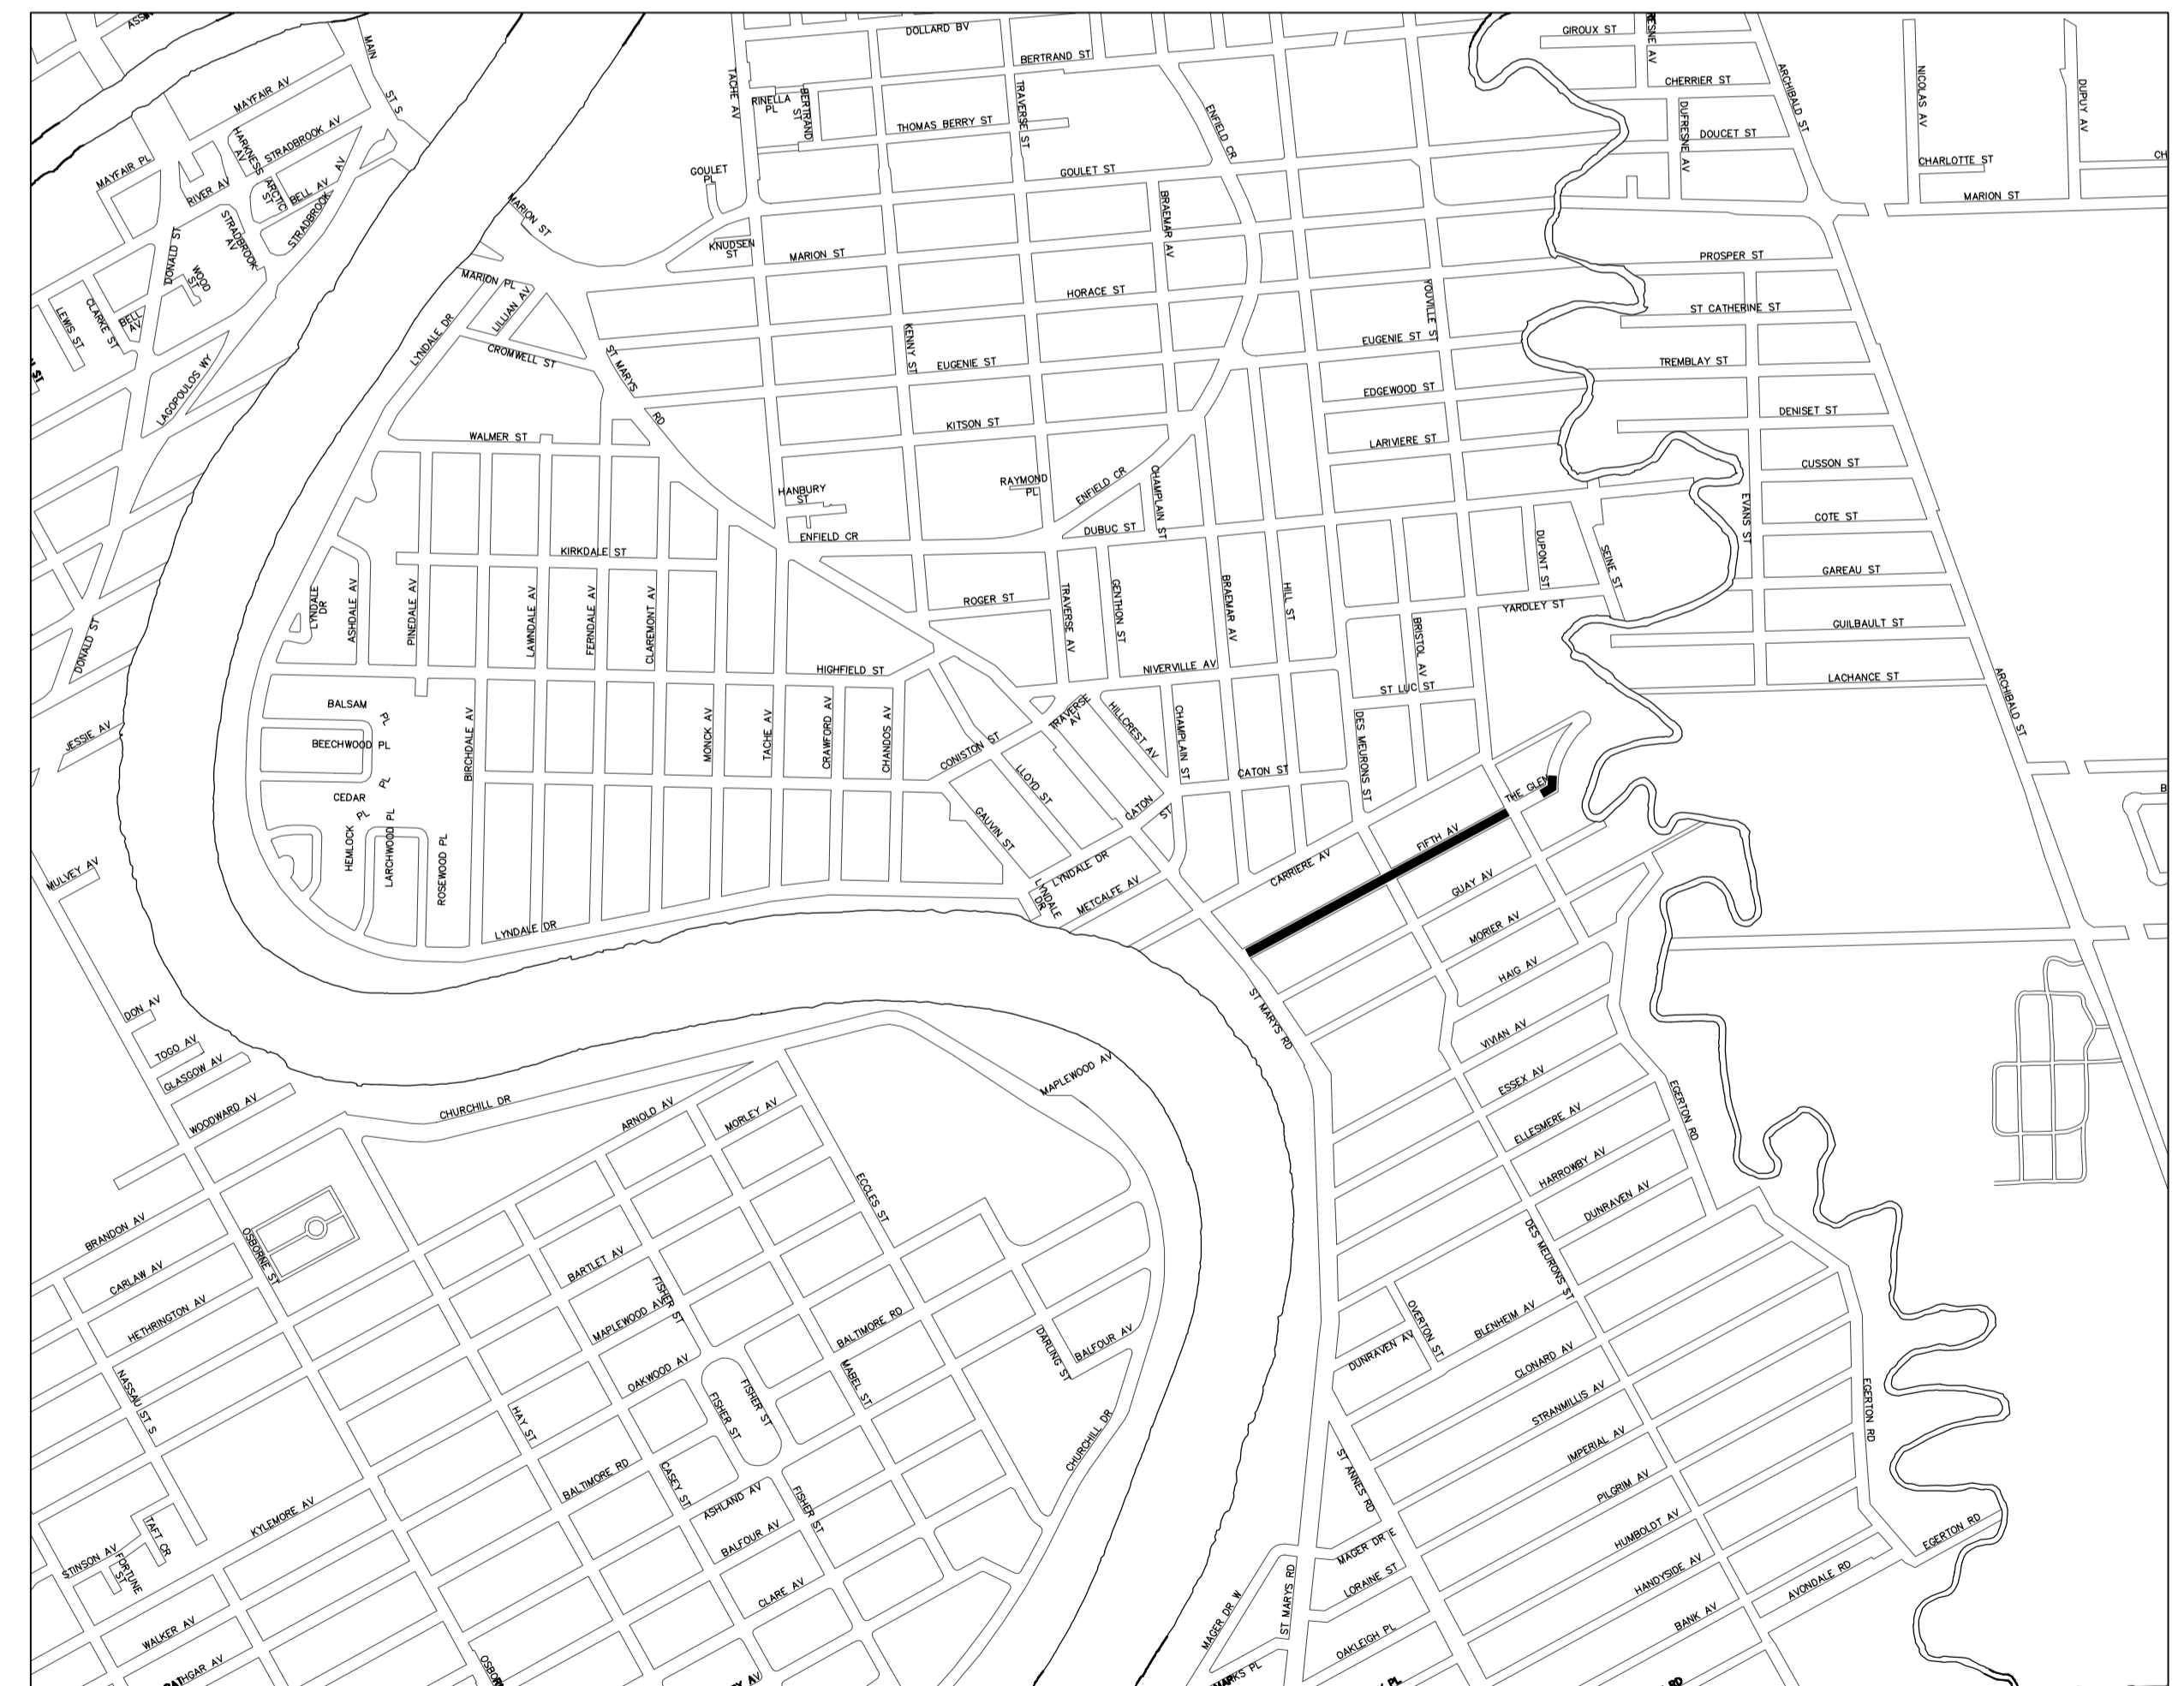 DOLLARD BV
BERTRAND ST
GIROUX ST
CHERRIER ST
MAIN
ST S
MAYFAIR AV
TACHE AV
RINELLA
PL
BERTRAND
ST
TRAVERSE ST
THOMAS BERRY ST
ENFIELD CR
ARCHIBALD ST
NICOLAS AV
DUPUY AV
DUFRESNE AV
DOUCET ST
HARKNESS
AV
STRADBROOK AV
MAYFAIR PL
GOULET
PL
GOULET ST
CHARLOTTE ST
CH
MARION ST
RIVER AV
ARCTIC
ST
BELL AV
AV
STRADBROOK
STRADBROOK
AV
DONALD ST
WOOD
ST
MARION ST
KNUDSEN
ST
MARION ST
BRAEMAR AV
PROSPER ST
MARION PL
LILLIAN AV
LYNDALE DR
HORACE ST
YOUVILLE ST
ST CATHERINE ST
LEWIS ST
CLARKE ST
BELL
AV
LAGOPOULOS WY
CROMWELL ST
ST MARYS
RD
KENNY ST
EUGENIE ST
EUGENIE ST
TREMBLAY ST
EDGEWOOD ST
DENISET ST
WALMER ST
KITSON ST
LARIVIERE ST
CUSSON ST
HANBURY
ST
RAYMOND
PL
ENFIELD CR
CHAMPLAIN ST
EVANS ST
COTE ST
ENFIELD CR
DUBUC ST
DUPONT ST
SEINE ST
KIRKDALE ST
GAREAU ST
LYNDALE
DR
ASHDALE AV
PINEDALE AV
LAWNDALE AV
FERNDALE AV
CLAREMONT AV
ROGER ST
TRAVERSE AV
GENTHON ST
BRAEMAR AV
HILL ST
YARDLEY ST
BRISTOL AV
GUILBAULT ST
DONALD ST
HIGHFIELD ST
NIVERVILLE AV
ST LUC ST
LACHANCE ST
ARCHIBALD ST
BALSAM
PL
BEECHWOOD PL
PL
CEDAR
PL
JESSIE AV
BIRCHDALE AV
MONCK AV
TACHE AV
CRAWFORD AV
CHANDOS AV
CONISTON ST
TRAVERSE
AV
HILLCREST AV
CHAMPLAIN ST
DES MEURONS ST
LLOYD ST
CATON ST
CATON
ST
THE GLEN
B
HEMLOCK
LARCHWOOD PL
ROSEWOOD PL
GAUVIN ST
LYNDALE DR
LYNDALE
DR
METCALFE AV
CARRIERE AV
FIFTH AV
GUAY AV
MULVEY AV
LYNDALE DR
MORIER AV
HAIG AV
ST MARYS RD
VIVIAN AV
DON AV
TOGO AV
GLASGOW AV
WOODWARD AV
MAPLEWOOD AV
ESSEX AV
EGERTON RD
CHURCHILL DR
ARNOLD AV
MORLEY AV
ELLESMERE AV
HARROWBY AV
DUNRAVEN AV
ECCLES ST
BRANDON AV
OSBORNE ST
DES MEURONS ST
CARLAW AV
BARTLET AV
FISHER ST
HETHRINGTON AV
MAPLEWOOD AV
BALTIMORE RD
OVERTON ST
BLENHEIM AV
DARLING ST
BALFOUR AV
DUNRAVEN AV
CLONARD AV
OAKWOOD AV
MABEL ST
NASSAU ST S
HAY ST
FISHER ST
FISHER ST
STRANMILLIS AV
EGERTON RD
CHURCHILL DR
IMPERIAL AV
ST ANNES RD
BALTIMORE RD
CASEY ST
PILGRIM AV
ASHLAND AV
FISHER ST
KYLEMORE AV
TAFT CR
BALFOUR AV
HUMBOLDT AV
EGERTON RD
STINSON AV
FORTUNE
ST
MAGER DR E
LORAINE ST
HANDYSIDE AV
AVONDALE RD
CLARE AV
MAGER DR W
ST MARYS RD
WALKER AV
BANK AV
OAKLEIGH PL